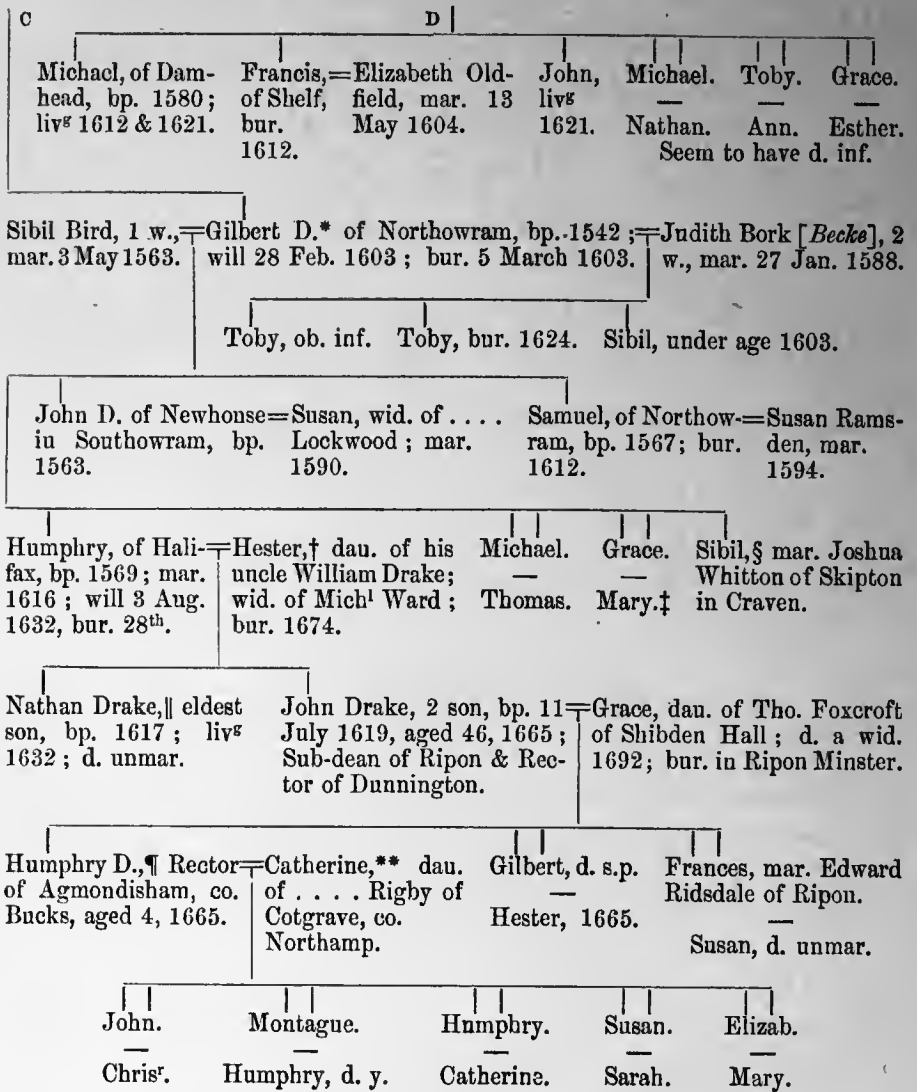 C
D
Michael, of Dam-
head, bp. 1580;
livᵍ 1612 & 1621.
Francis,=Elizabeth Old-
of Shelf, field, mar. 13
bur. May 1604.
1612.
John,
livᵍ
1621.
Michael. Toby. Grace.
— — —
Nathan. Ann. Esther.
Seem to have d. inf.
Sibil Bird, 1 w.,=Gilbert D.* of Northowram, bp. 1542;=Judith Bork [Becke], 2
mar. 3 May 1563. will 28 Feb. 1603; bur. 5 March 1603. w., mar. 27 Jan. 1588.
Toby, ob. inf. Toby, bur. 1624. Sibil, under age 1603.
John D. of Newhouse=Susan, wid. of . . . .
in Southowram, bp. Lockwood; mar.
1563. 1590.
Samuel, of Northow-=Susan Rams-
ram, bp. 1567; bur. den, mar.
1612. 1594.
Humphry, of Hali-=Hester,† dau. of his
fax, bp. 1569; mar. uncle William Drake;
1616; will 3 Aug. wid. of Michˡ Ward;
1632, bur. 28ᵗʰ. bur. 1674.
Michael. Grace.
— —
Thomas. Mary.‡
Sibil,§ mar. Joshua
Whitton of Skipton
in Craven.
Nathan Drake,‖ eldest
son, bp. 1617; livᵍ
1632; d. unmar.
John Drake, 2 son, bp. 11=Grace, dau. of Tho. Foxcroft
July 1619, aged 46, 1665; of Shibden Hall; d. a wid.
Sub-dean of Ripon & Rec- 1692; bur. in Ripon Minster.
tor of Dunnington.
Humphry D.,¶ Rector=Catherine,** dau.
of Agmondisham, co. of . . . . Rigby of
Bucks, aged 4, 1665. Cotgrave, co.
Northamp.
Gilbert, d. s.p.
—
Hester, 1665.
Frances, mar. Edward
Ridsdale of Ripon.
—
Susan, d. unmar.
John. Montague. Humphry. Susan. Elizab.
— — — — —
Chrisʳ. Humphry, d. y. Catherine. Sarah. Mary.